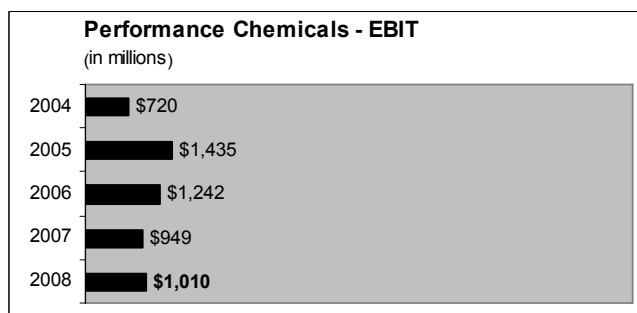 Performance Chemicals - EBIT
(in millions)
2004 $720
2005 $1,435
2006 $1,242
2007 $949
2008 $1,010